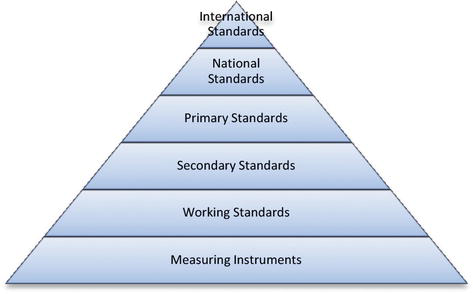 International
Standards
National
Standards
Primary Standards
Secondary Standards
Working Standards
Measuring Instruments